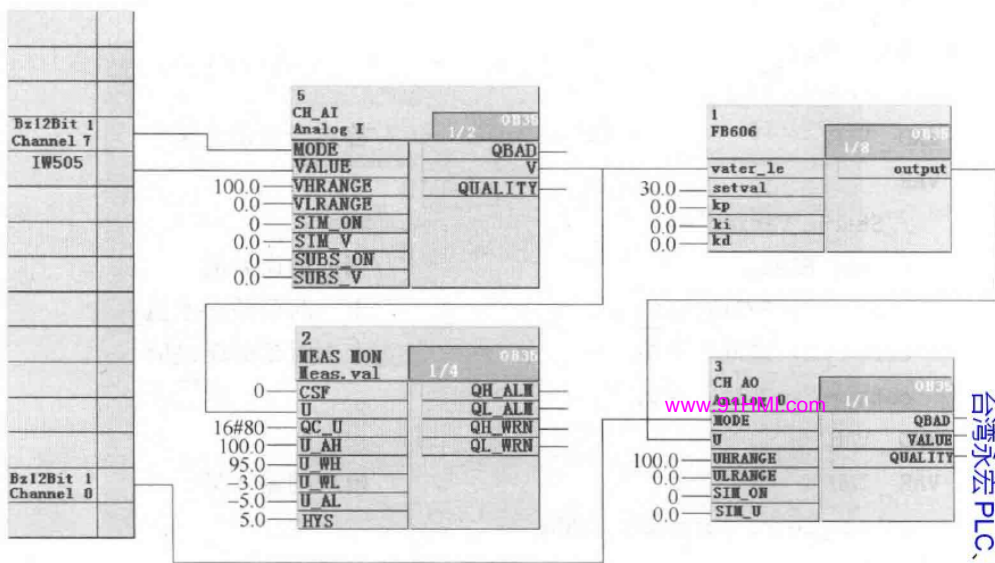 Bz12Bit 1
Channel 7
IW505
Bz12Bit 1
Channel 0
5
CH_AI
Analog I
OB35
1/2
MODE
VALUE
100.0 VHRANGE
0.0 VLRANGE
0 SIM_ON
0.0 SIM_V
0 SUBS_ON
0.0 SUBS_V
QBAD
V
QUALITY
1
FB606
OB35
1/8
vater_le
30.0 setval
0.0 kp
0.0 ki
0.0 kd
output
2
MEAS MON
Meas.val
OB35
1/4
0 CSF
U
16#80 QC_U
100.0 U_AH
95.0 U_WH
-3.0 U_WL
-5.0 U_AL
5.0 HYS
QH_ALM
QL_ALM
QH_WRN
QL_WRN
3
CH AO
Analog O
OB35
1/1
MODE
U
100.0 UHRANGE
0.0 ULRANGE
0 SIM_ON
0.0 SIM_U
QBAD
VALUE
QUALITY
www.91HMI.com
台湾永宏 PLC、